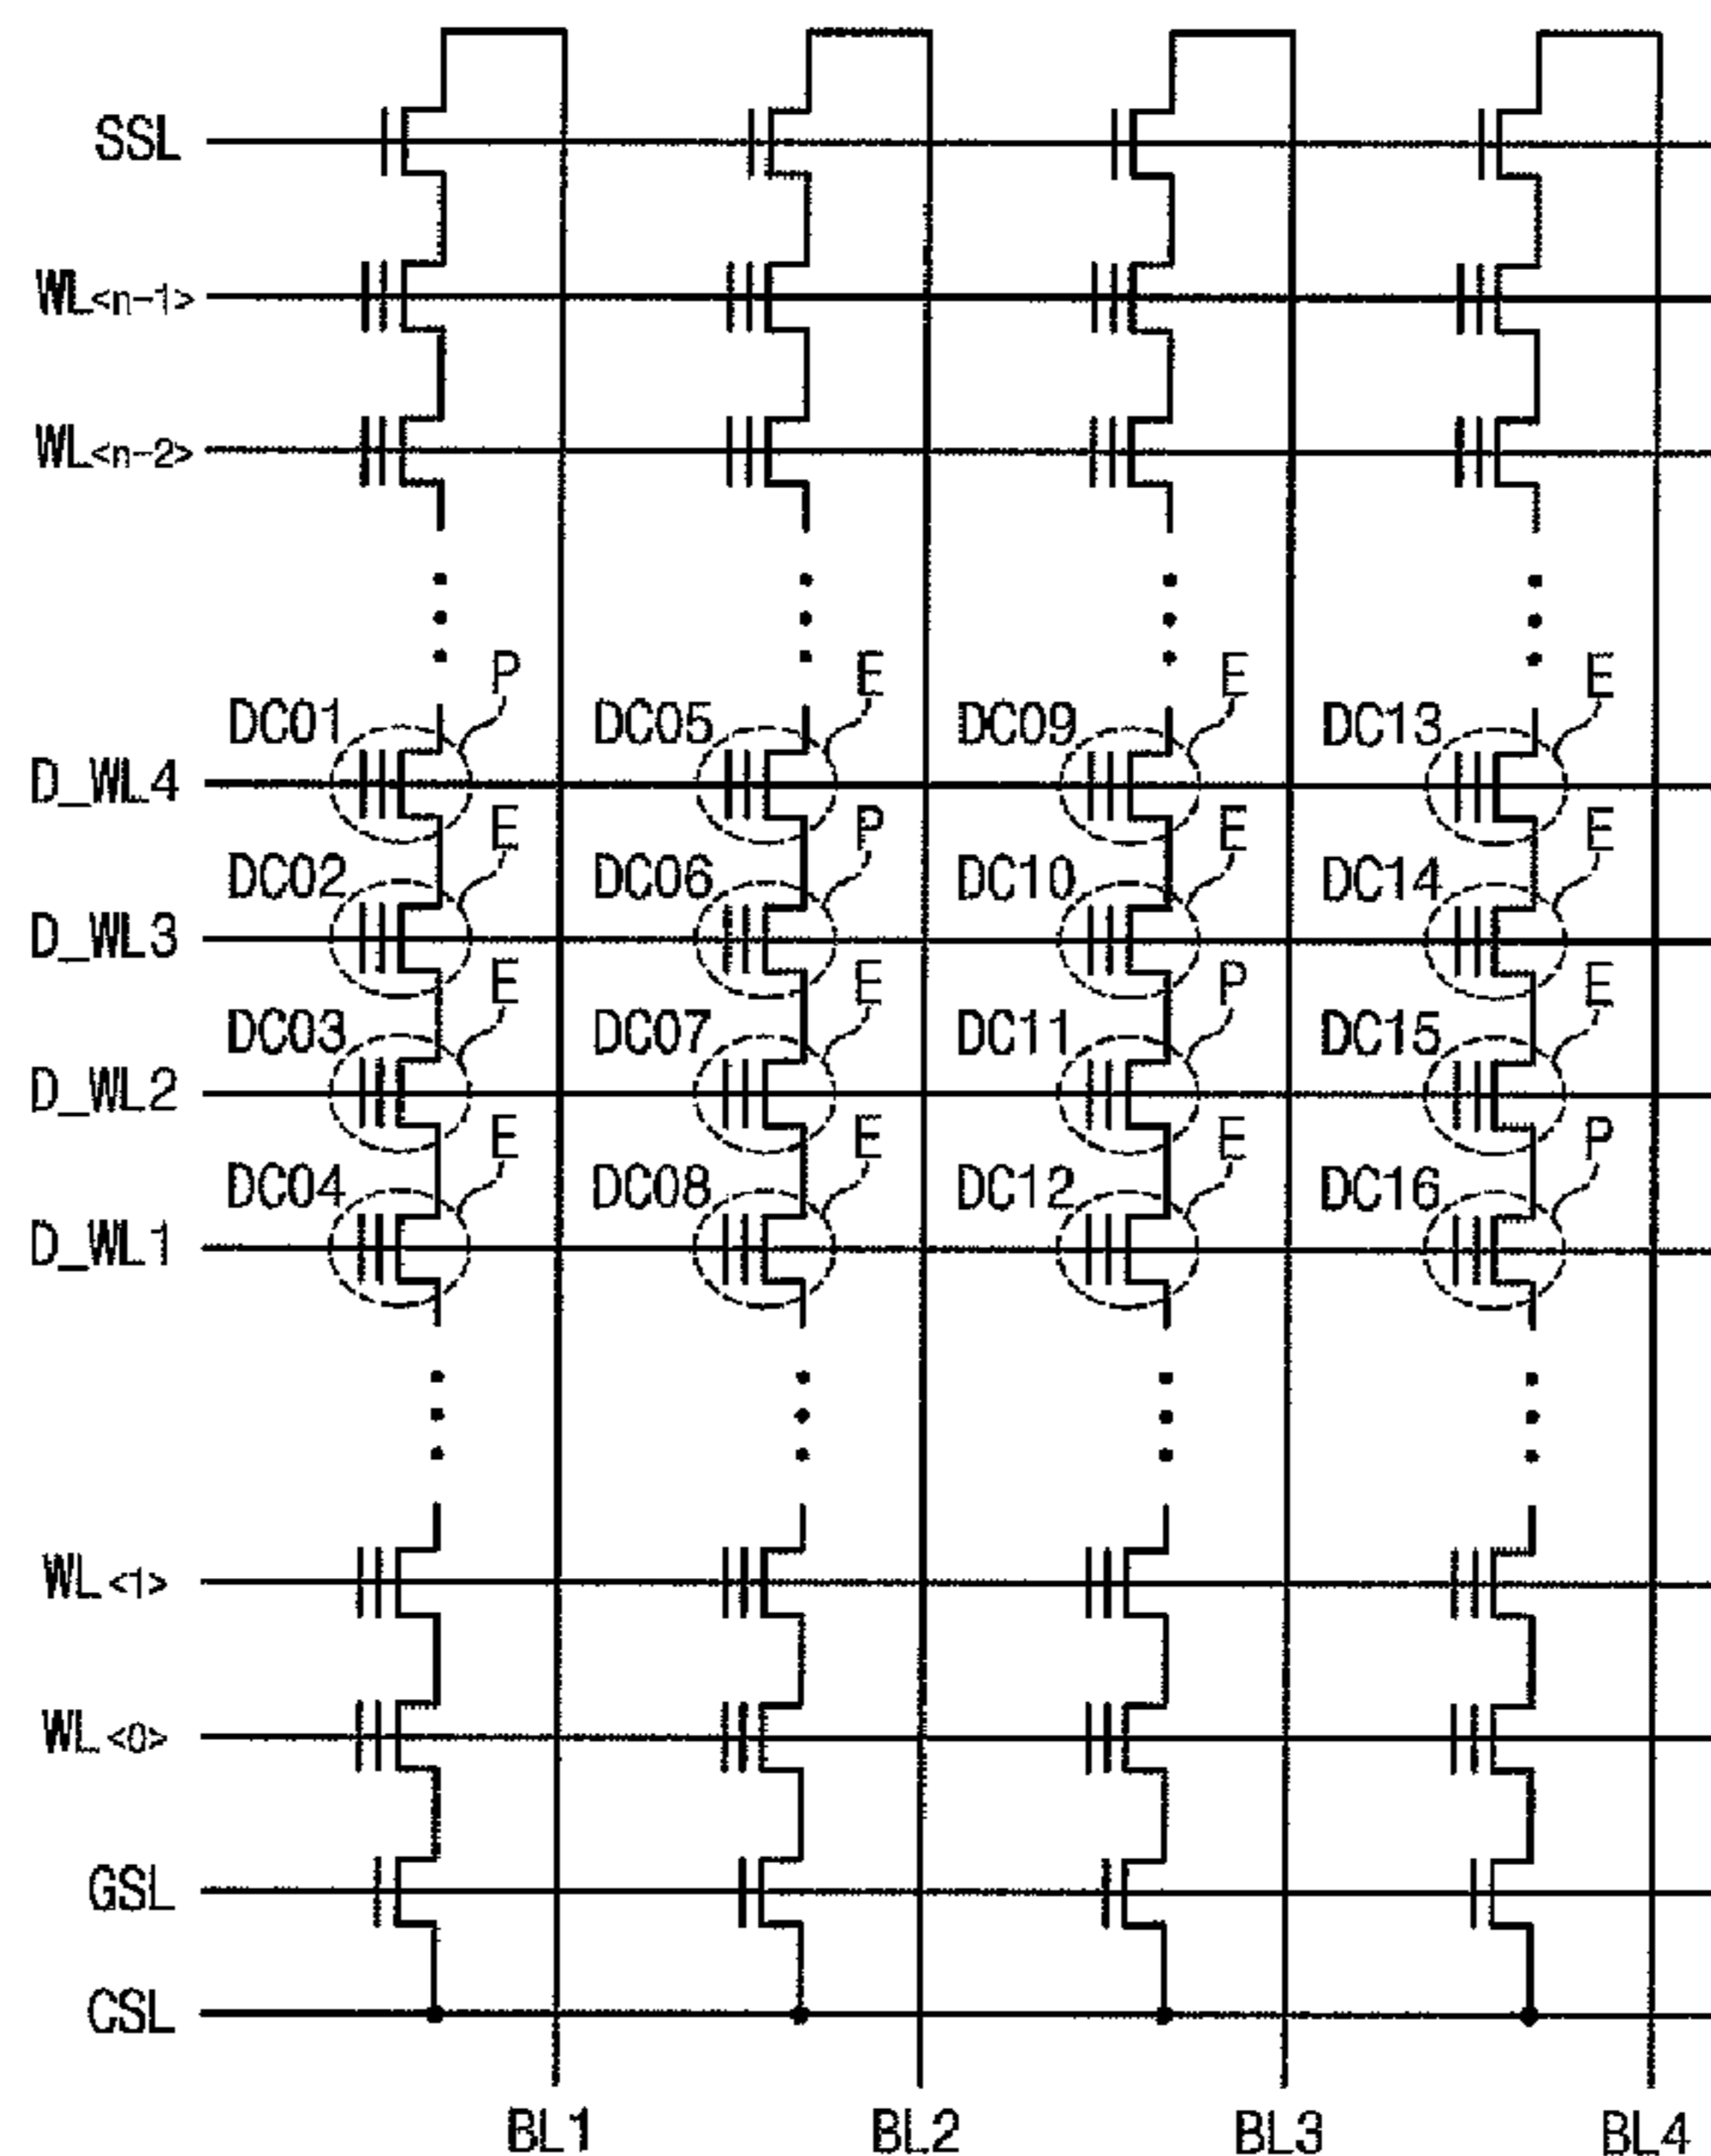 SSL
WL<n-1>
WL<n-2>
P E E E
DC01 DC05 DC09 DC13
D_WL4
E P E E
DC02 DC06 DC10 DC14
D_WL3
E E P E
DC03 DC07 DC11 DC15
D_WL2
E E E P
DC04 DC08 DC12 DC16
D_WL1
WL<1>
WL<0>
GSL
CSL
BL1 BL2 BL3 BL4